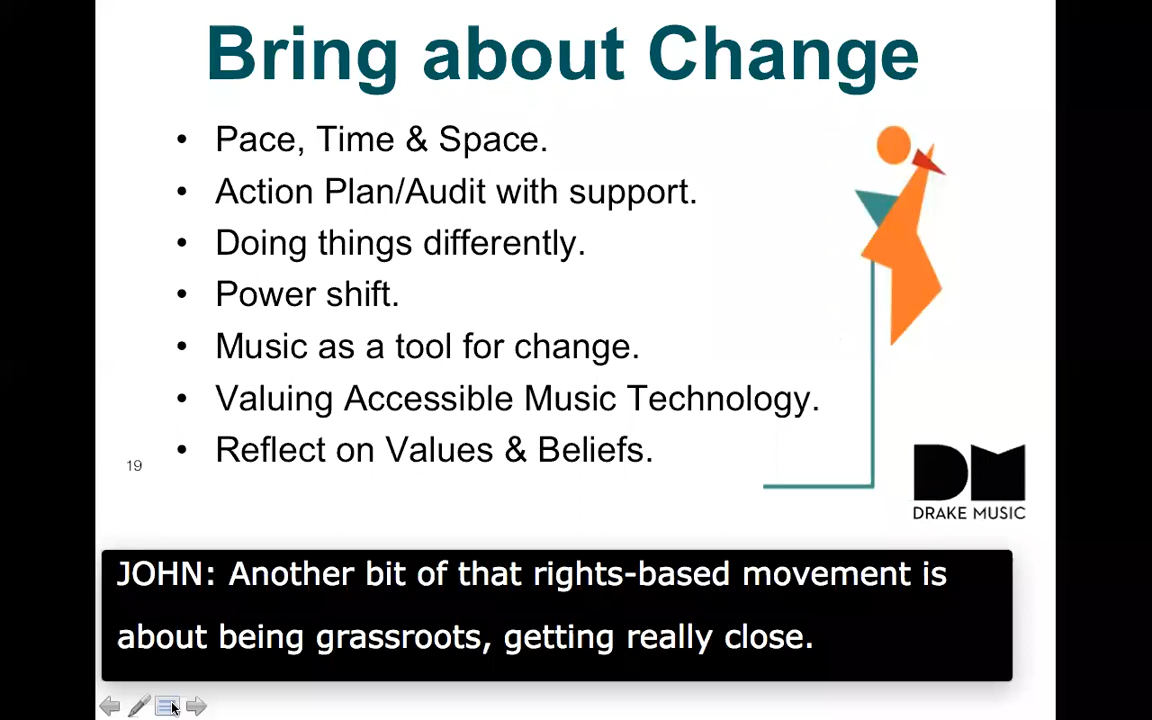 Bring about Change
• Pace, Time & Space.
• Action Plan/Audit with support.
• Doing things differently.
• Power shift.
• Music as a tool for change.
• Valuing Accessible Music Technology.
• Reflect on Values & Beliefs.
19
DM
DRAKE MUSIC
JOHN: Another bit of that rights-based movement is
about being grassroots, getting really close.